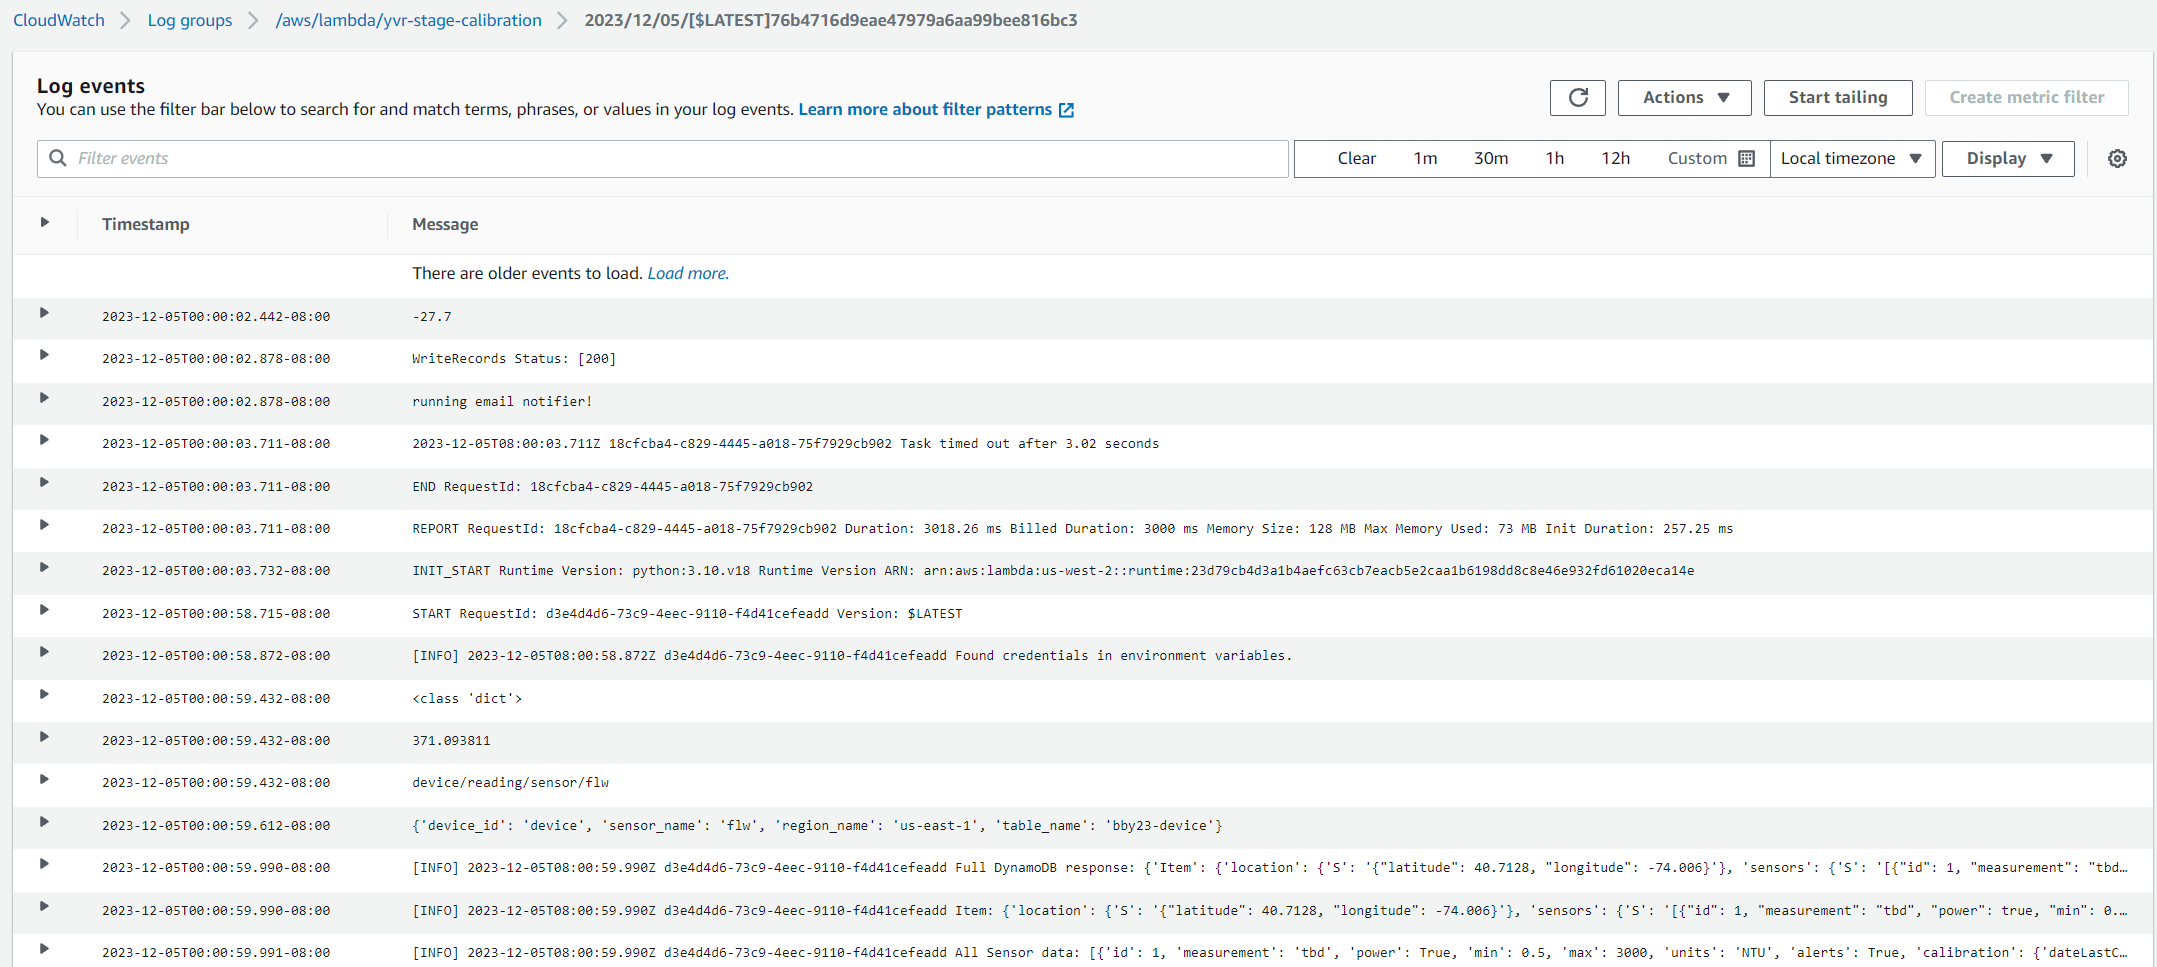 CloudWatch > Log groups > /aws/lambda/yvr-stage-calibration > 2023/12/05/[$LATEST]76b4716d9eae47979a6aa99bee816bc3
Log events
You can use the filter bar below to search for and match terms, phrases, or values in your log events. Learn more about filter patterns
Actions
Start tailing
Create metric filter
Filter events
Clear 1m 30m 1h 12h Custom Local timezone Display
Timestamp Message
There are older events to load. Load more.
2023-12-05T00:00:02.442-08:00 -27.7
2023-12-05T00:00:02.878-08:00 WriteRecords Status: [200]
2023-12-05T00:00:02.878-08:00 running email notifier!
2023-12-05T00:00:03.711-08:00 2023-12-05T08:00:03.711Z 18cfcba4-c829-4445-a018-75f7929cb902 Task timed out after 3.02 seconds
2023-12-05T00:00:03.711-08:00 END RequestId: 18cfcba4-c829-4445-a018-75f7929cb902
2023-12-05T00:00:03.711-08:00 REPORT RequestId: 18cfcba4-c829-4445-a018-75f7929cb902 Duration: 3018.26 ms Billed Duration: 3000 ms Memory Size: 128 MB Max Memory Used: 73 MB Init Duration: 257.25 ms
2023-12-05T00:00:03.732-08:00 INIT_START Runtime Version: python:3.10.v18 Runtime Version ARN: arn:aws:lambda:us-west-2::runtime:23d79cb4d3a1b4aefc63cb7eacb5e2caa1b6198dd8c8e46e932fd61020eca14e
2023-12-05T00:00:58.715-08:00 START RequestId: d3e4d4d6-73c9-4eec-9110-f4d41cefeadd Version: $LATEST
2023-12-05T00:00:58.872-08:00 [INFO] 2023-12-05T08:00:58.872Z d3e4d4d6-73c9-4eec-9110-f4d41cefeadd Found credentials in environment variables.
2023-12-05T00:00:59.432-08:00 <class 'dict'>
2023-12-05T00:00:59.432-08:00 371.093811
2023-12-05T00:00:59.432-08:00 device/reading/sensor/flw
2023-12-05T00:00:59.612-08:00 {'device_id': 'device', 'sensor_name': 'flw', 'region_name': 'us-east-1', 'table_name': 'bby23-device'}
2023-12-05T00:00:59.990-08:00 [INFO] 2023-12-05T08:00:59.990Z d3e4d4d6-73c9-4eec-9110-f4d41cefeadd Full DynamoDB response: {'Item': {'location': {'S': '{"latitude": 40.7128, "longitude": -74.006}'}, 'sensors': {'S': '[{"id": 1, "measurement": "tbd…
2023-12-05T00:00:59.990-08:00 [INFO] 2023-12-05T08:00:59.990Z d3e4d4d6-73c9-4eec-9110-f4d41cefeadd Item: {'location': {'S': '{"latitude": 40.7128, "longitude": -74.006}'}, 'sensors': {'S': '[{"id": 1, "measurement": "tbd", "power": true, "min": 0.…
2023-12-05T00:00:59.991-08:00 [INFO] 2023-12-05T08:00:59.990Z d3e4d4d6-73c9-4eec-9110-f4d41cefeadd All Sensor data: [{'id': 1, 'measurement': 'tbd', 'power': True, 'min': 0.5, 'max': 3000, 'units': 'NTU', 'alerts': True, 'calibration': {'dateLastC…